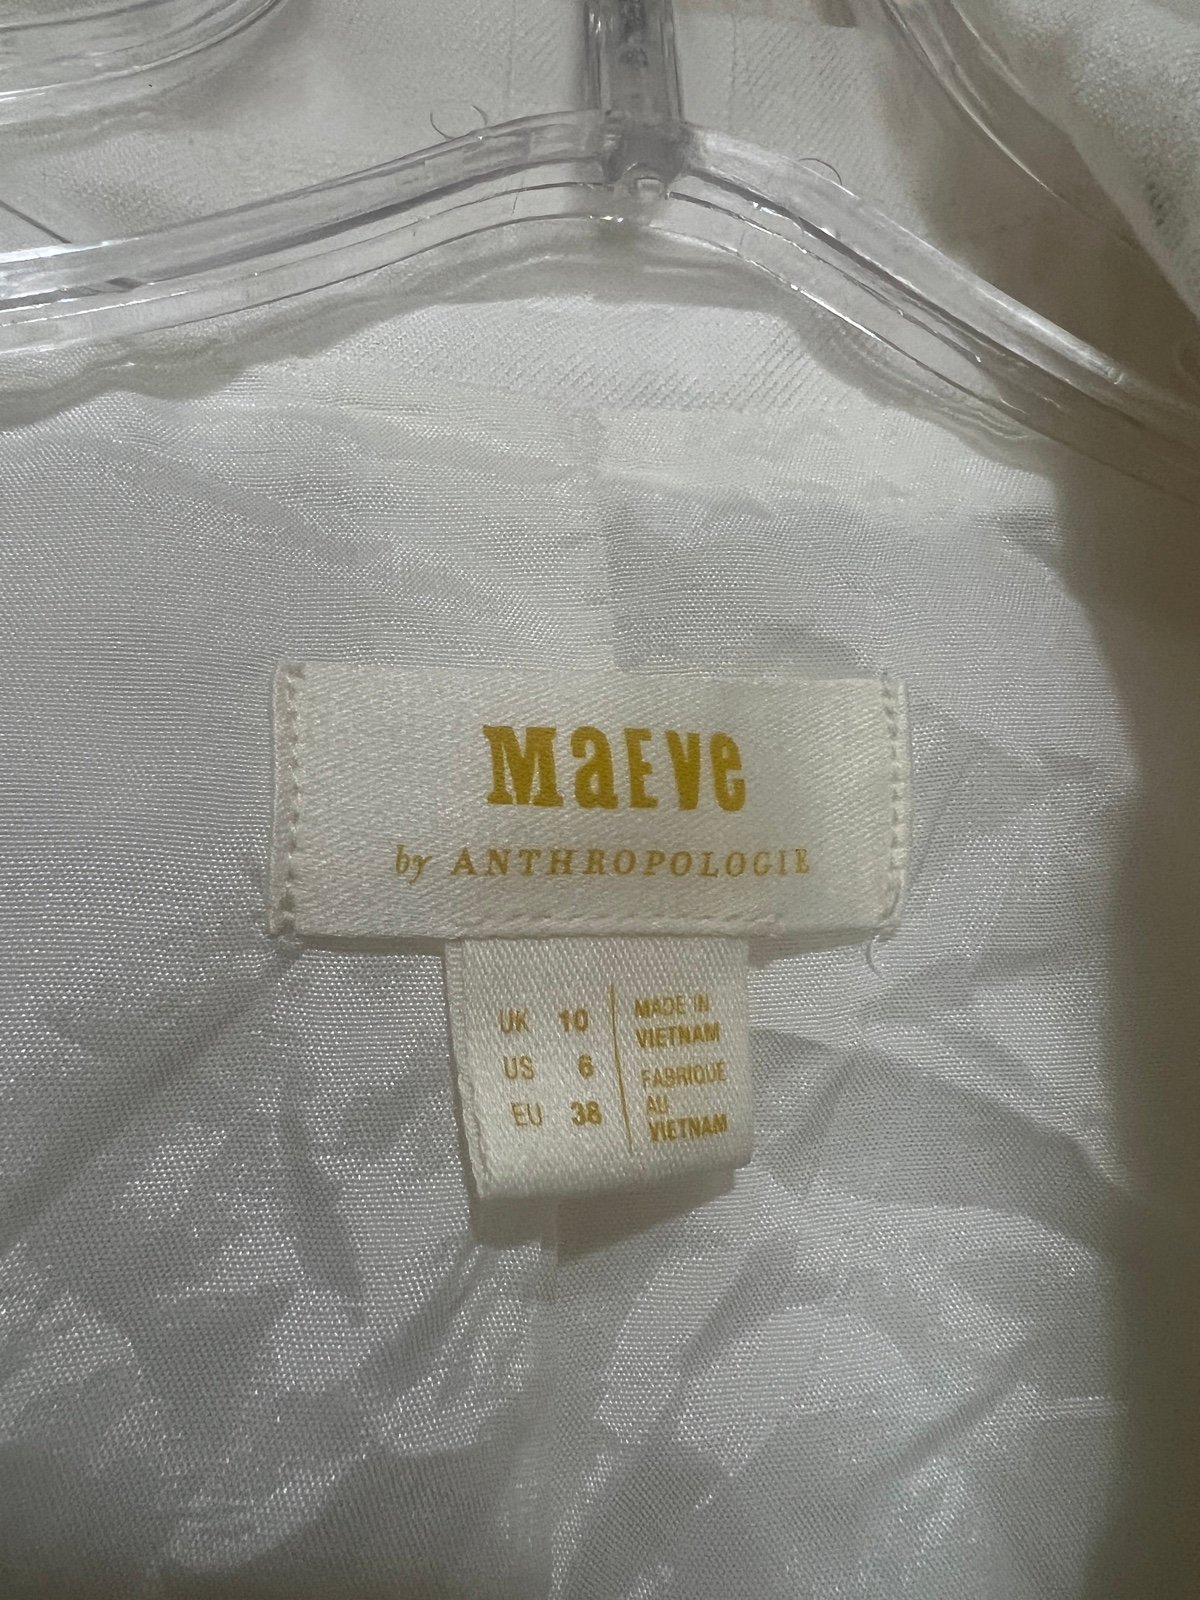 MaEve
by ANTHROPOLOGIE
UK 10
US 6
EU 38
MADE IN
VIETNAM
FABRIQUE
AU
VIETNAM